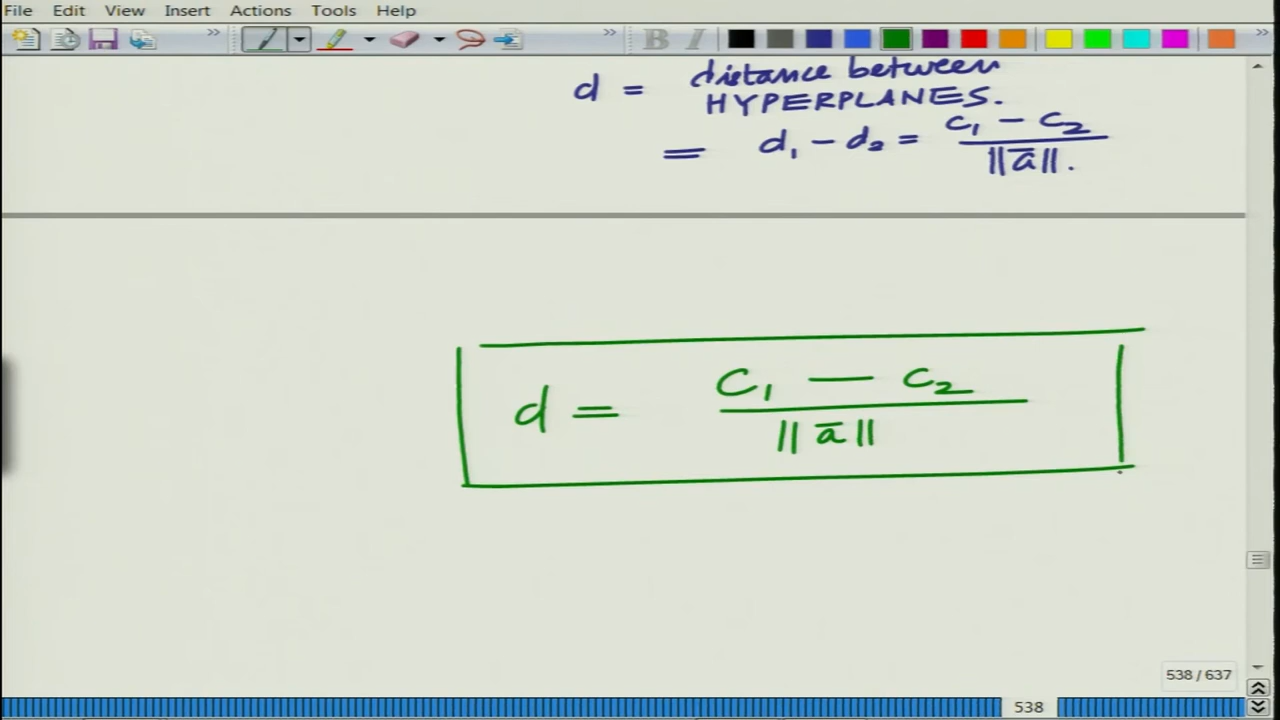 File Edit View Insert Actions Tools Help
B I
d = distance between
HYPERPLANES.
= d₁ - d₂ = c₁ - c₂
||a̅||.
d = c₁ - c₂
||a̅||
538 / 637
538